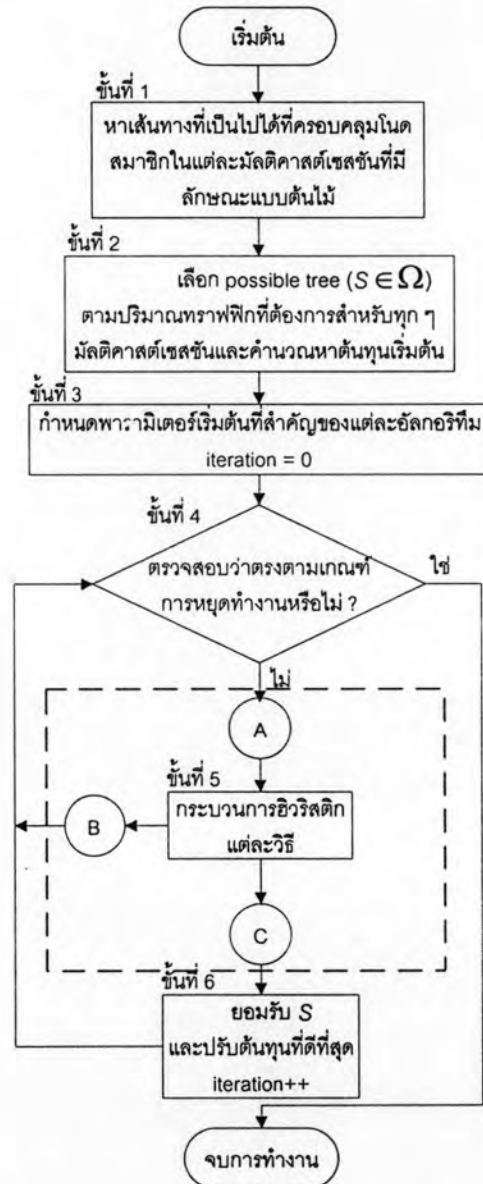 เริ่มต้น
ขั้นที่ 1
หาเส้นทางที่เป็นไปได้ที่ครอบคลุมโนด
สมาชิกในแต่ละมัลติคาสต์เซสชันที่มี
ลักษณะแบบต้นไม้
ขั้นที่ 2
เลือก possible tree (S ∈ Ω)
ตามปริมาณทราฟฟิกที่ต้องการสำหรับทุก ๆ
มัลติคาสต์เซสชันและคำนวณหาต้นทุนเริ่มต้น
ขั้นที่ 3
กำหนดพารามิเตอร์เริ่มต้นที่สำคัญของแต่ละอัลกอริทึม
iteration = 0
ขั้นที่ 4
ตรวจสอบว่าตรงตามเกณฑ์
การหยุดทำงานหรือไม่ ?
ใช่
ไม่
A
ขั้นที่ 5
กระบวนการฮิวริสติก
แต่ละวิธี
B
C
ขั้นที่ 6
ยอมรับ S
และปรับต้นทุนที่ดีที่สุด
iteration++
จบการทำงาน